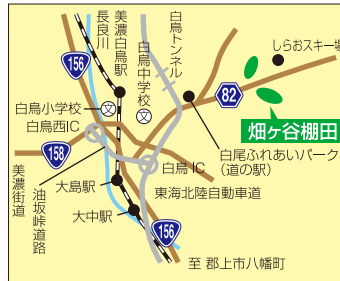 美濃白鳥駅
長良川
白鳥トンネル
白鳥中学校
しらおスキー場
156
82
白鳥小学校
文
文
白鳥西IC
畑ヶ谷棚田
158
白鳥IC
白尾ふれあいパーク
（道の駅）
美濃街道
油坂峠道路
大島駅
東海北陸自動車道
大中駅
156
至 郡上市八幡町